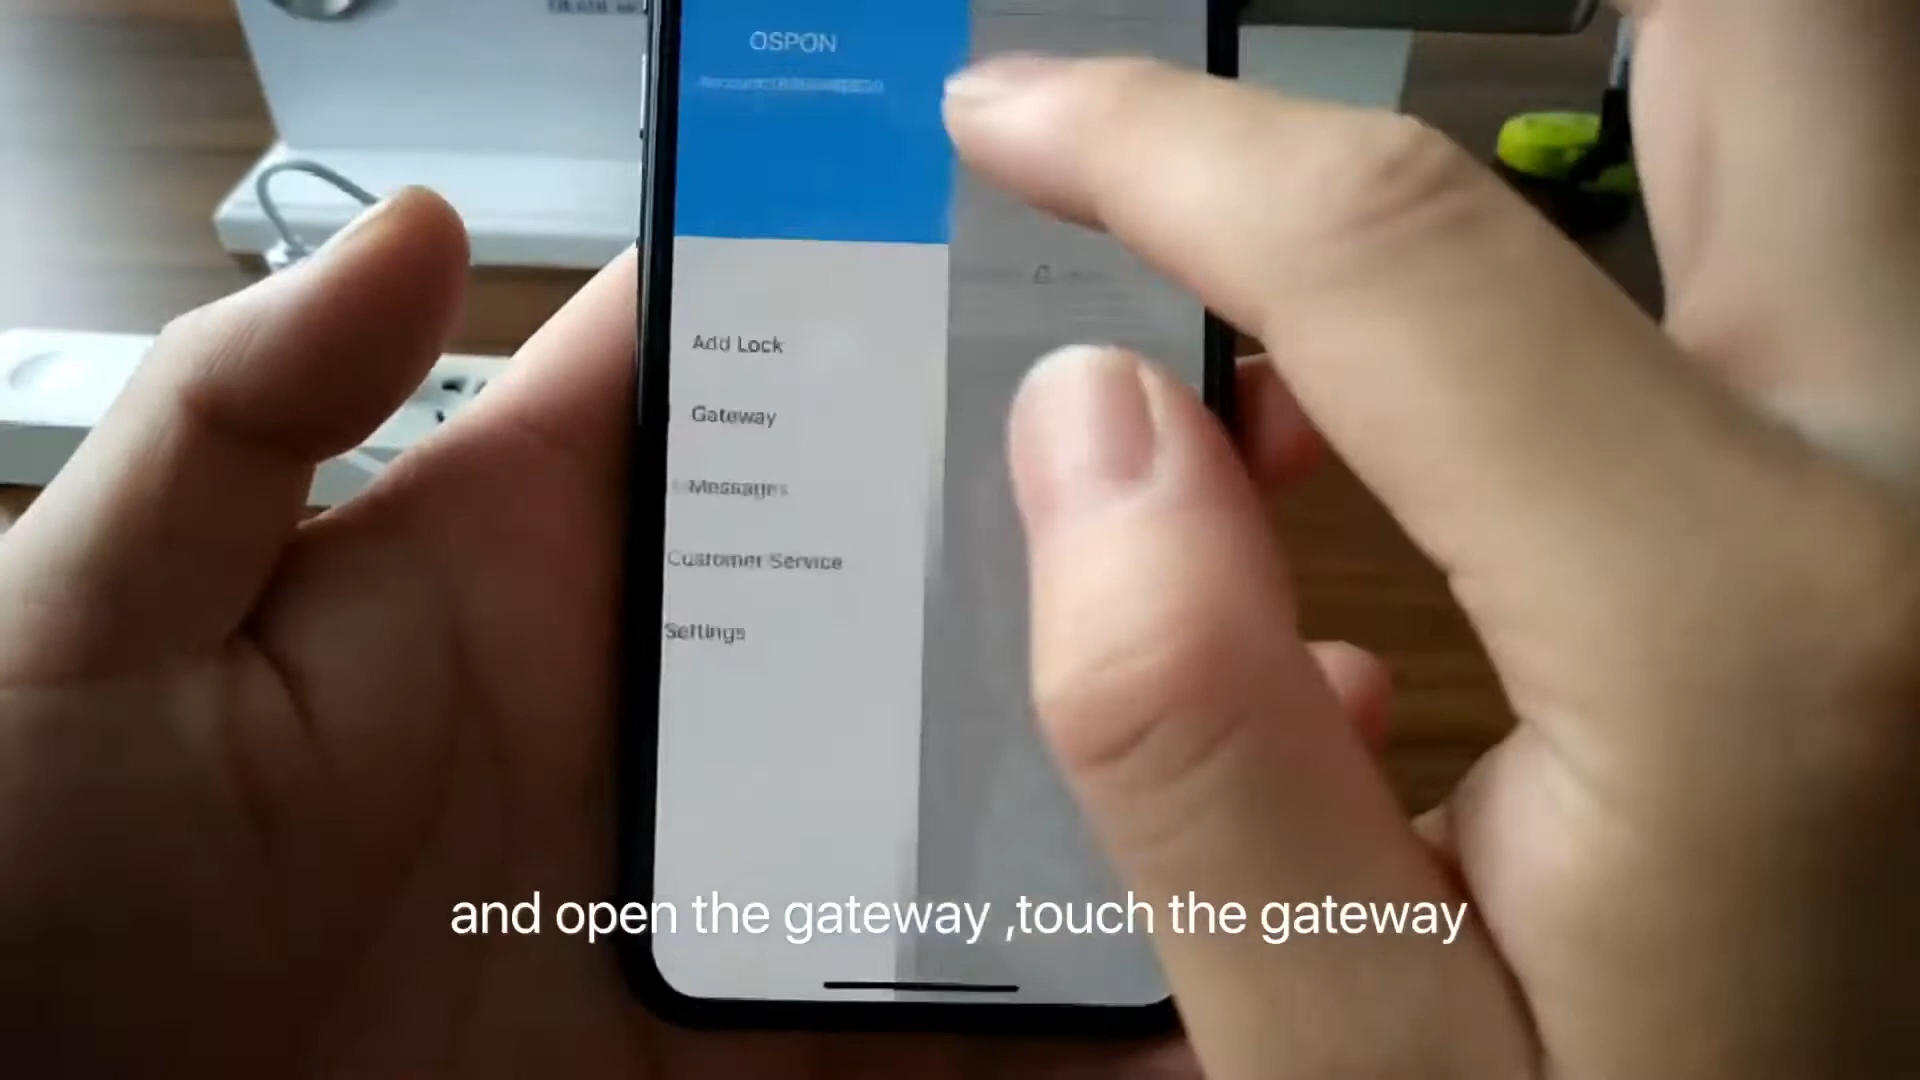 OSPON
Add Lock
Gateway
Messages
Customer Service
Settings
and open the gateway ,touch the gateway